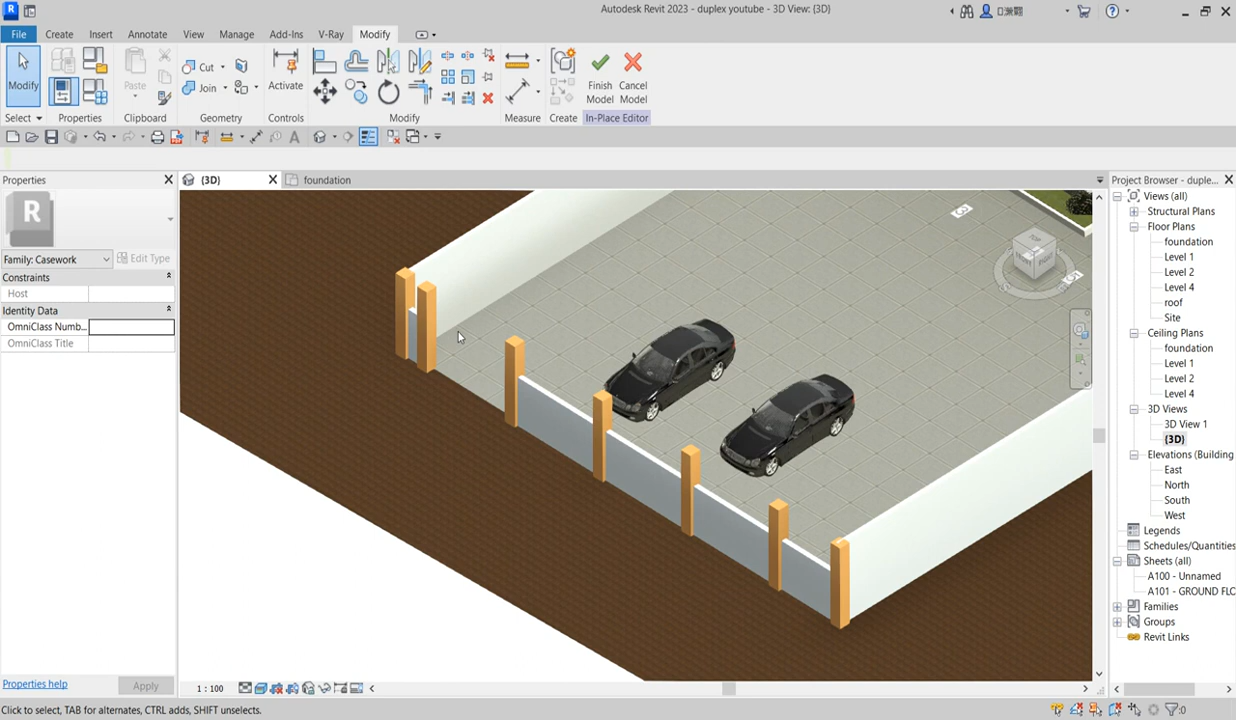 Autodesk Revit 2023 - duplex youtube - 3D View: {3D}
File Create Insert Annotate View Manage Add-Ins V-Ray Modify
Modify
Paste
Cut
Join
Activate
Finish Model
Cancel Model
Select Properties Clipboard Geometry Controls Modify Measure Create In-Place Editor
Properties
{3D}
foundation
Project Browser - duple...
R
Family: Casework
Edit Type
Constraints
Host
Identity Data
OmniClass Numb...
OmniClass Title
Properties help
Apply
TOP
Views (all)
Structural Plans
Floor Plans
foundation
Level 1
Level 2
Level 4
roof
Site
Ceiling Plans
foundation
Level 1
Level 2
Level 4
3D Views
3D View 1
{3D}
Elevations (Building
East
North
South
West
Legends
Schedules/Quantities
Sheets (all)
A100 - Unnamed
A101 - GROUND FLC
Families
Groups
Revit Links
1 : 100
Click to select, TAB for alternates, CTRL adds, SHIFT unselects.
:0